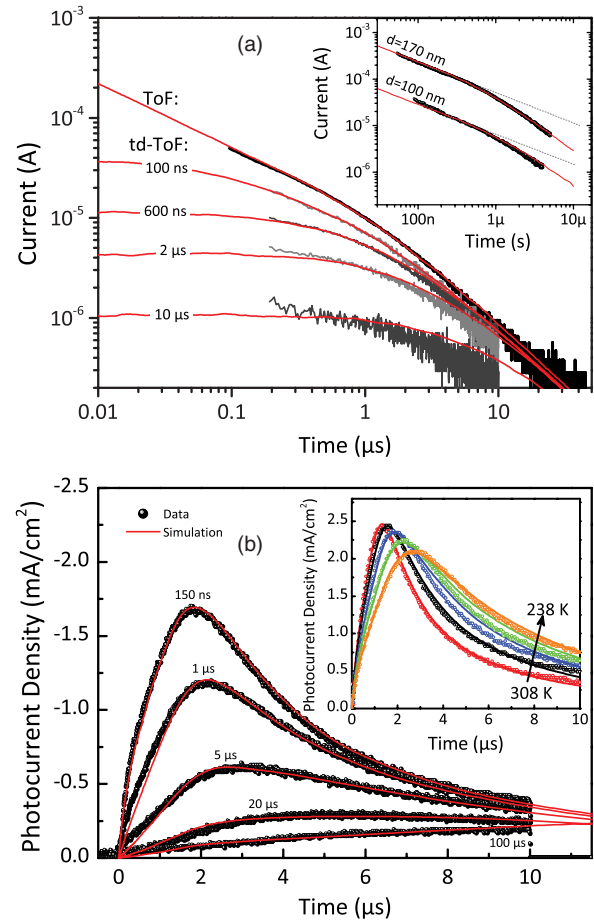 (a)
Current (A)
10⁻³
10⁻⁴
10⁻⁵
10⁻⁶
0.01
0.1
1
10
Time (µs)
ToF:
td-ToF:
100 ns
600 ns
2 µs
10 µs
Current (A)
10⁻³
10⁻⁴
10⁻⁵
10⁻⁶
d=170 nm
d=100 nm
100n
1µ
10µ
Time (s)
(b)
Photocurrent Density (mA/cm²)
-2.5
-2.0
-1.5
-1.0
-0.5
0.0
0
2
4
6
8
10
Time (µs)
Data
Simulation
150 ns
1 µs
5 µs
20 µs
100 µs
Photocurrent Density (mA/cm²)
2.5
2.0
1.5
1.0
0.5
0.0
0
2
4
6
8
10
Time (µs)
238 K
308 K